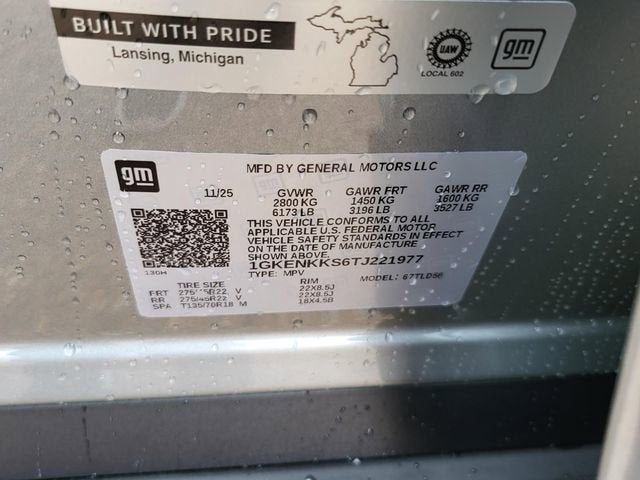 BUILT WITH PRIDE
Lansing, Michigan
UAW
LOCAL 602
gm
gm
MFD BY GENERAL MOTORS LLC
11/25 GVWR GAWR FRT GAWR RR
2800 KG 1450 KG 1600 KG
6173 LB 3196 LB 3527 LB
THIS VEHICLE CONFORMS TO ALL
APPLICABLE U.S. FEDERAL MOTOR
VEHICLE SAFETY STANDARDS IN EFFECT
ON THE DATE OF MANUFACTURE
SHOWN ABOVE.
1GKENKKS6TJ221977
TYPE: MPV MODEL: 67TLD56
TIRE SIZE RIM
FRT V 22X8.5J
RR 275/45R22 V 22X8.5J
SPA T135/70R18 M 18X4.5B